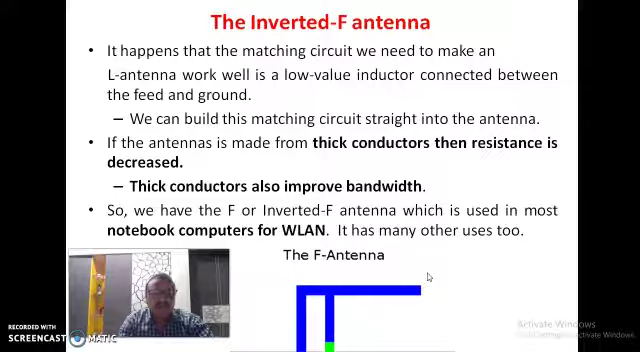 The Inverted-F antenna
• It happens that the matching circuit we need to make an
L-antenna work well is a low-value inductor connected between
the feed and ground.
– We can build this matching circuit straight into the antenna.
• If the antennas is made from thick conductors then resistance is
decreased.
– Thick conductors also improve bandwidth.
• So, we have the F or Inverted-F antenna which is used in most
notebook computers for WLAN. It has many other uses too.
The F-Antenna
Activate Windows
to activate Windows
RECORDED WITH
SCREENCAST MATIC